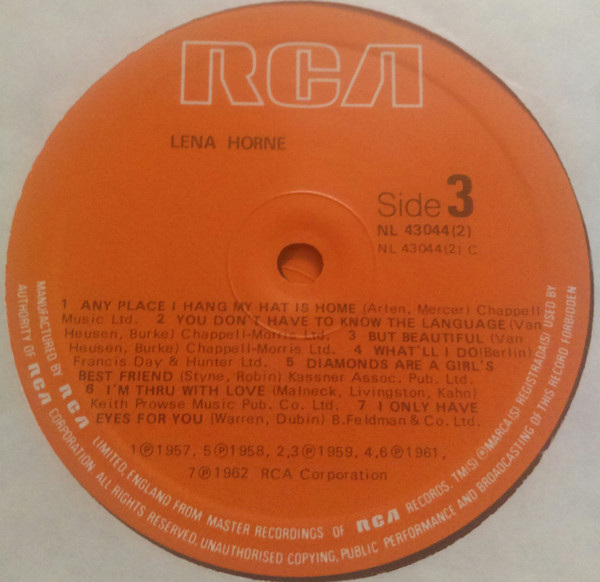 RCA
LENA HORNE
Side 3
NL 43044(2)
NL 43044(2) C
1 ANY PLACE I HANG MY HAT IS HOME (Arten, Mercer) Chappell
Music Ltd. 2 YOU DON'T HAVE TO KNOW THE LANGUAGE (Van
Heusen, Burke) Chappell-Morris Ltd. 3 BUT BEAUTIFUL (Van
Heusen, Burke) Chappell-Morris Ltd. 4 WHAT'LL I DO(Berlin)
Francis Day & Hunter Ltd. 5 DIAMONDS ARE A GIRL'S
BEST FRIEND (Styne, Robin) Kassner Assoc. Pub. Ltd.
6 I'M THRU WITH LOVE (Malneck, Livingston, Kahn)
Keith Prowse Music Pub. Co. Ltd. 7 I ONLY HAVE
EYES FOR YOU (Warren, Dubin) B.Feldman & Co. Ltd.
1℗1957, 5℗1958, 2,3℗1959, 4,6℗1961,
7℗1962 RCA Corporation
MANUFACTURED BY RCA LIMITED, ENGLAND FROM MASTER RECORDINGS OF RCA RECORDS. TM(S) ®MARCA(S) REGISTRADA(S) USED BY
AUTHORITY OF RCA CORPORATION. ALL RIGHTS RESERVED. UNAUTHORISED COPYING, PUBLIC PERFORMANCE AND BROADCASTING OF THIS RECORD FORBIDDEN